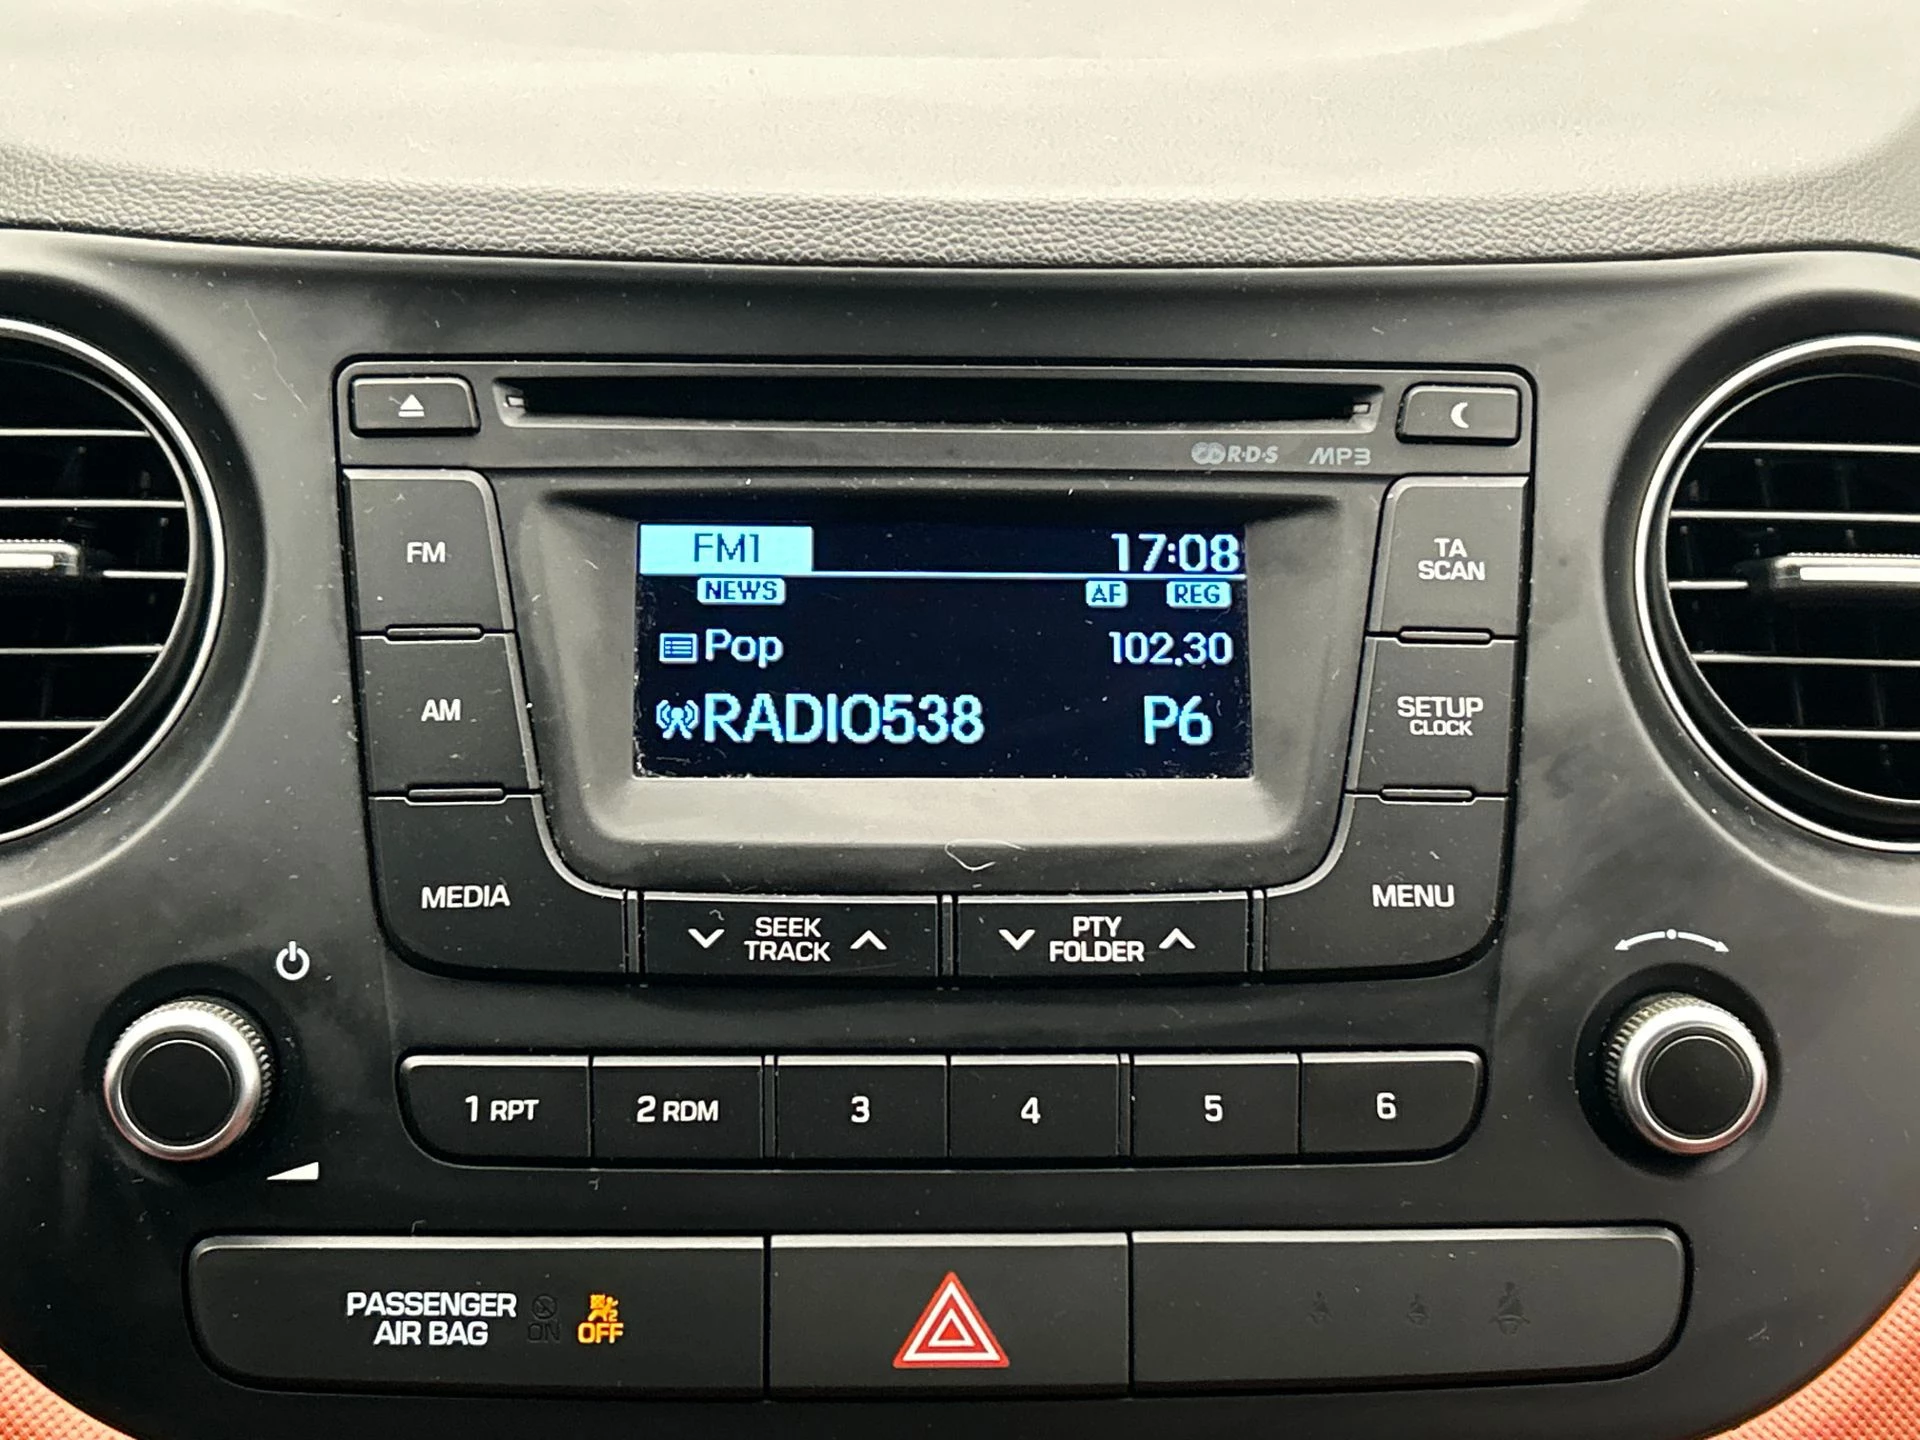 R·D·S MP3
FM
AM
MEDIA
FM1 17:08
NEWS AF REG
Pop 102.30
RADIO538 P6
TA
SCAN
SETUP
CLOCK
MENU
SEEK
TRACK
PTY
FOLDER
1 RPT 2 RDM 3 4 5 6
PASSENGER
AIR BAG
ON
OFF